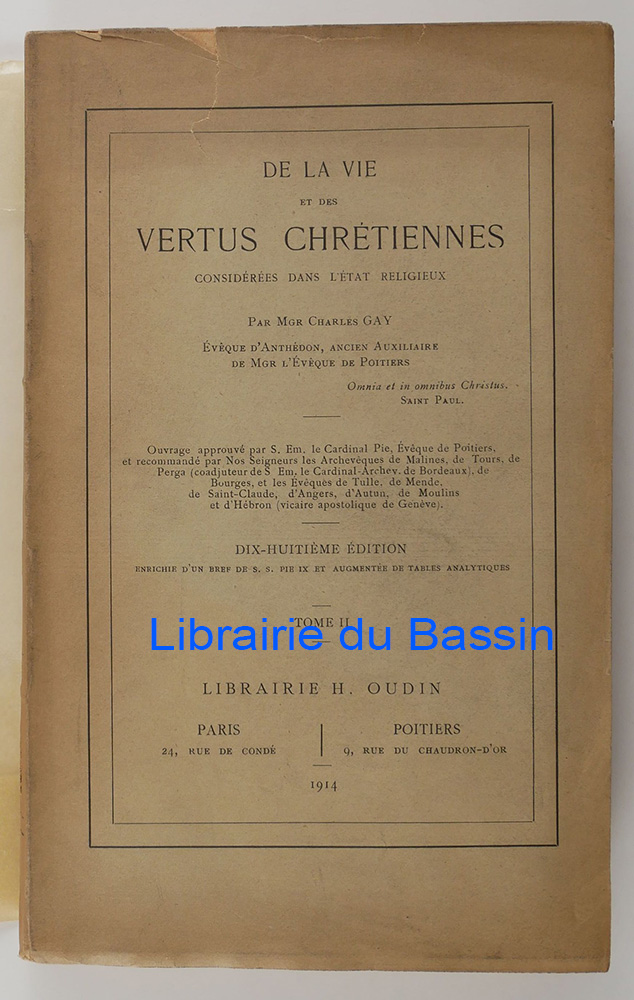 DE LA VIE
ET DES
VERTUS CHRÉTIENNES
CONSIDÉRÉES DANS L'ÉTAT RELIGIEUX
PAR MGR CHARLES GAY
ÉVÊQUE D'ANTHÉDON, ANCIEN AUXILIAIRE
DE MGR L'ÉVÊQUE DE POITIERS
Omnia et in omnibus Christus.
SAINT PAUL.
Ouvrage approuvé par S. Em. le Cardinal Pie, Évêque de Poitiers,
et recommandé par Nos Seigneurs les Archevêques de Malines, de Tours, de
Perga (coadjuteur de S Em. le Cardinal-Archev. de Bordeaux), de
Bourges, et les Évéques de Tulle, de Mende,
de Saint-Claude, d'Angers, d'Autun, de Moulins
et d'Hébron (vicaire apostolique de Genève).
DIX-HUITIÈME ÉDITION
ENRICHIE D'UN BREF DE S. S. PIE IX ET AUGMENTÉE DE TABLES ANALYTIQUES
TOME II
Librairie du Bassin
LIBRAIRIE H. OUDIN
PARIS
24, RUE DE CONDÉ
POITIERS
9, RUE DU CHAUDRON-D'OR
1914